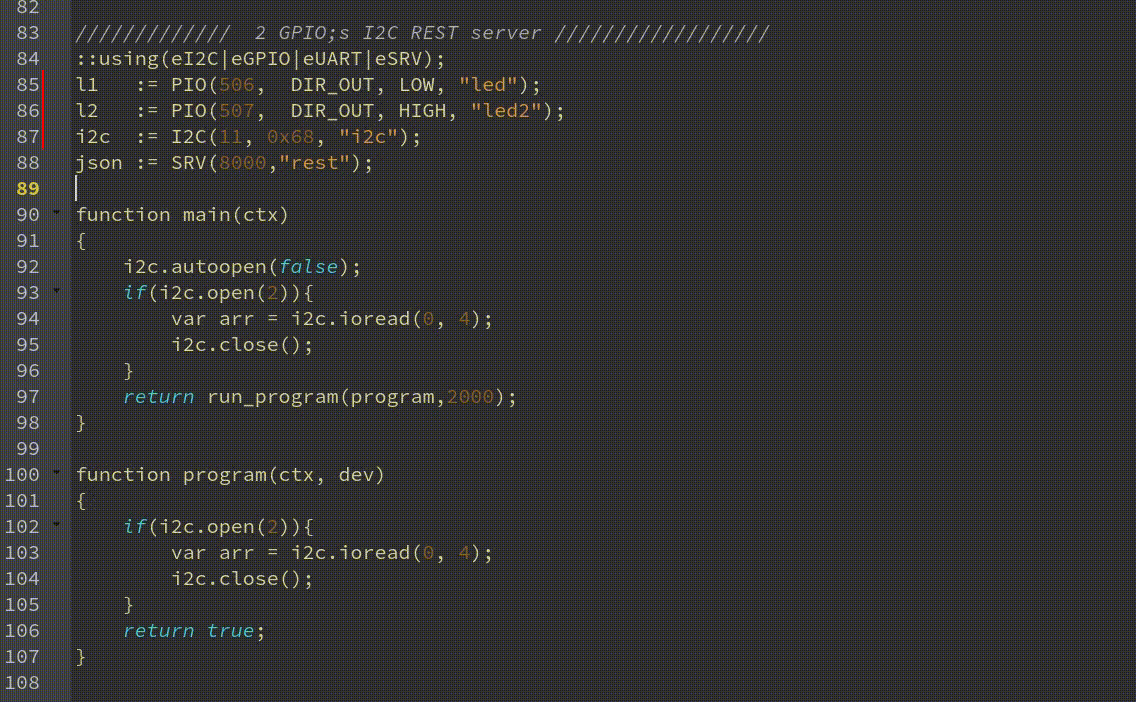 82
83 /////////////  2 GPIO;s I2C REST server //////////////////
84 ::using(eI2C|eGPIO|eUART|eSRV);
85 l1   := PIO(506,  DIR_OUT, LOW, "led");
86 l2   := PIO(507,  DIR_OUT, HIGH, "led2");
87 i2c  := I2C(11, 0x68, "i2c");
88 json := SRV(8000,"rest");
89
90 function main(ctx)
91 {
92     i2c.autoopen(false);
93     if(i2c.open(2)){
94         var arr = i2c.ioread(0, 4);
95         i2c.close();
96     }
97     return run_program(program,2000);
98 }
99
100 function program(ctx, dev)
101 {
102     if(i2c.open(2)){
103         var arr = i2c.ioread(0, 4);
104         i2c.close();
105     }
106     return true;
107 }
108